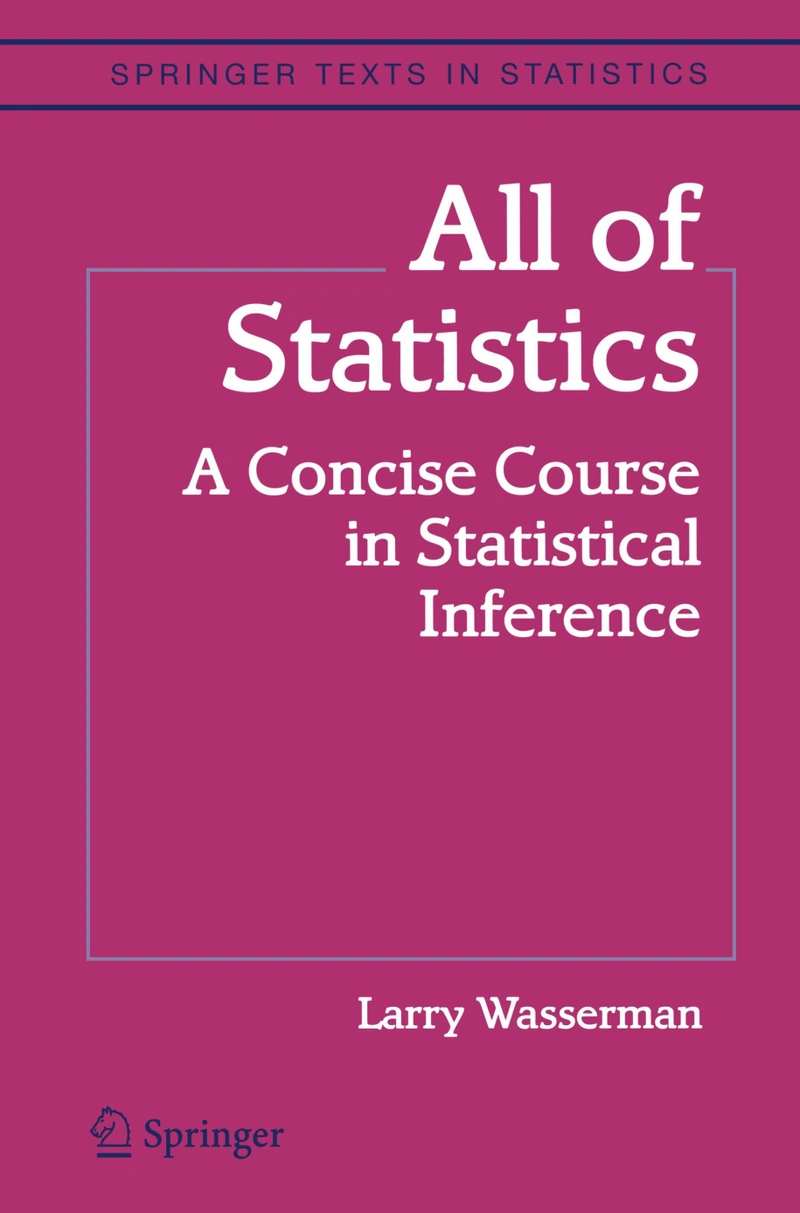 SPRINGER TEXTS IN STATISTICS
All of
Statistics
A Concise Course
in Statistical
Inference
Larry Wasserman
Springer